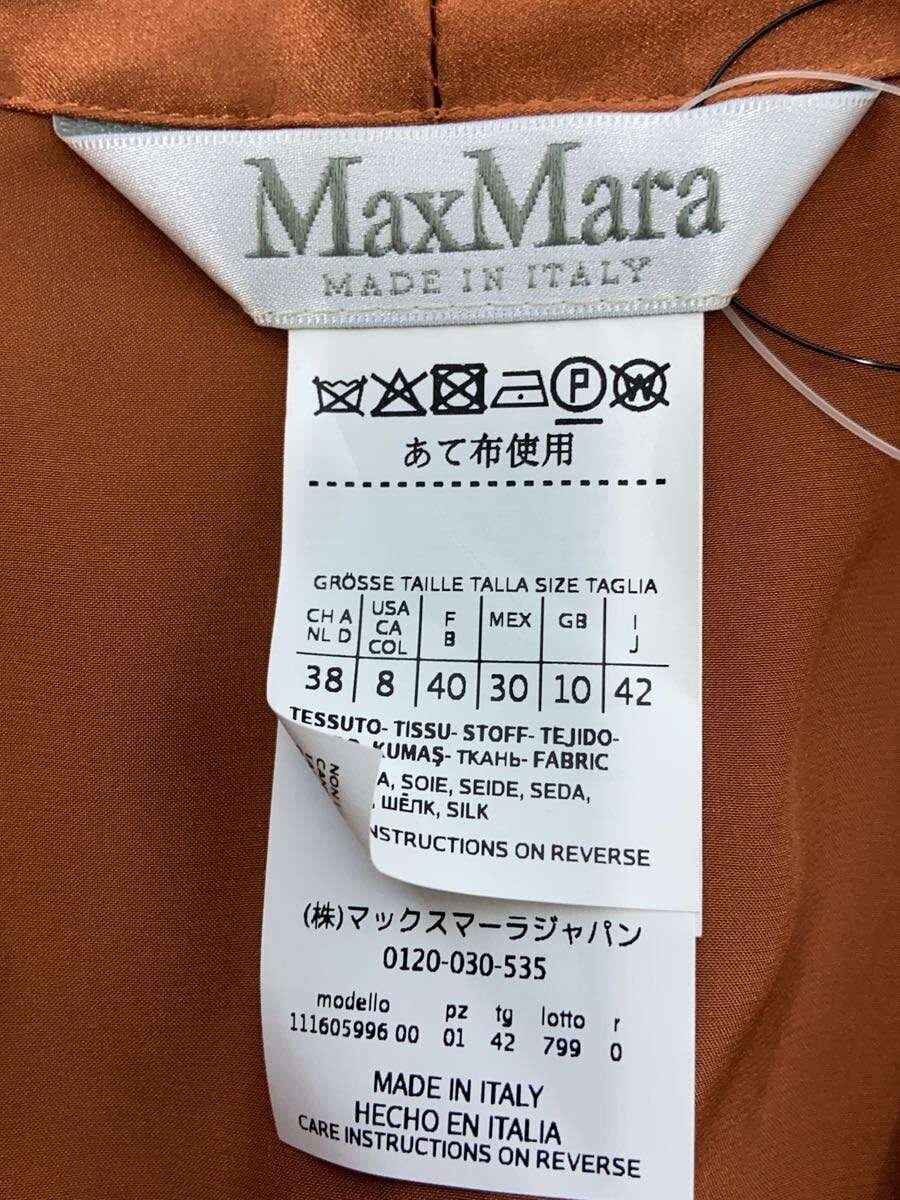 MaxMara
MADE IN ITALY
P W
あて布使用
GRÖSSE TAILLE TALLA SIZE TAGLIA
CH A NL D USA CA COL F B MEX GB I J
38 8 40 30 10 42
TESSUTO- TISSU- STOFF- TEJIDO-
KUMAŞ- ТКАНЬ- FABRIC
SOIE, SEIDE, SEDA,
ШЁЛК, SILK
INSTRUCTIONS ON REVERSE
(株)マックスマーラジャパン
0120-030-535
modello pz tg lotto r
111605996 00 01 42 799 0
MADE IN ITALY
HECHO EN ITALIA
CARE INSTRUCTIONS ON REVERSE